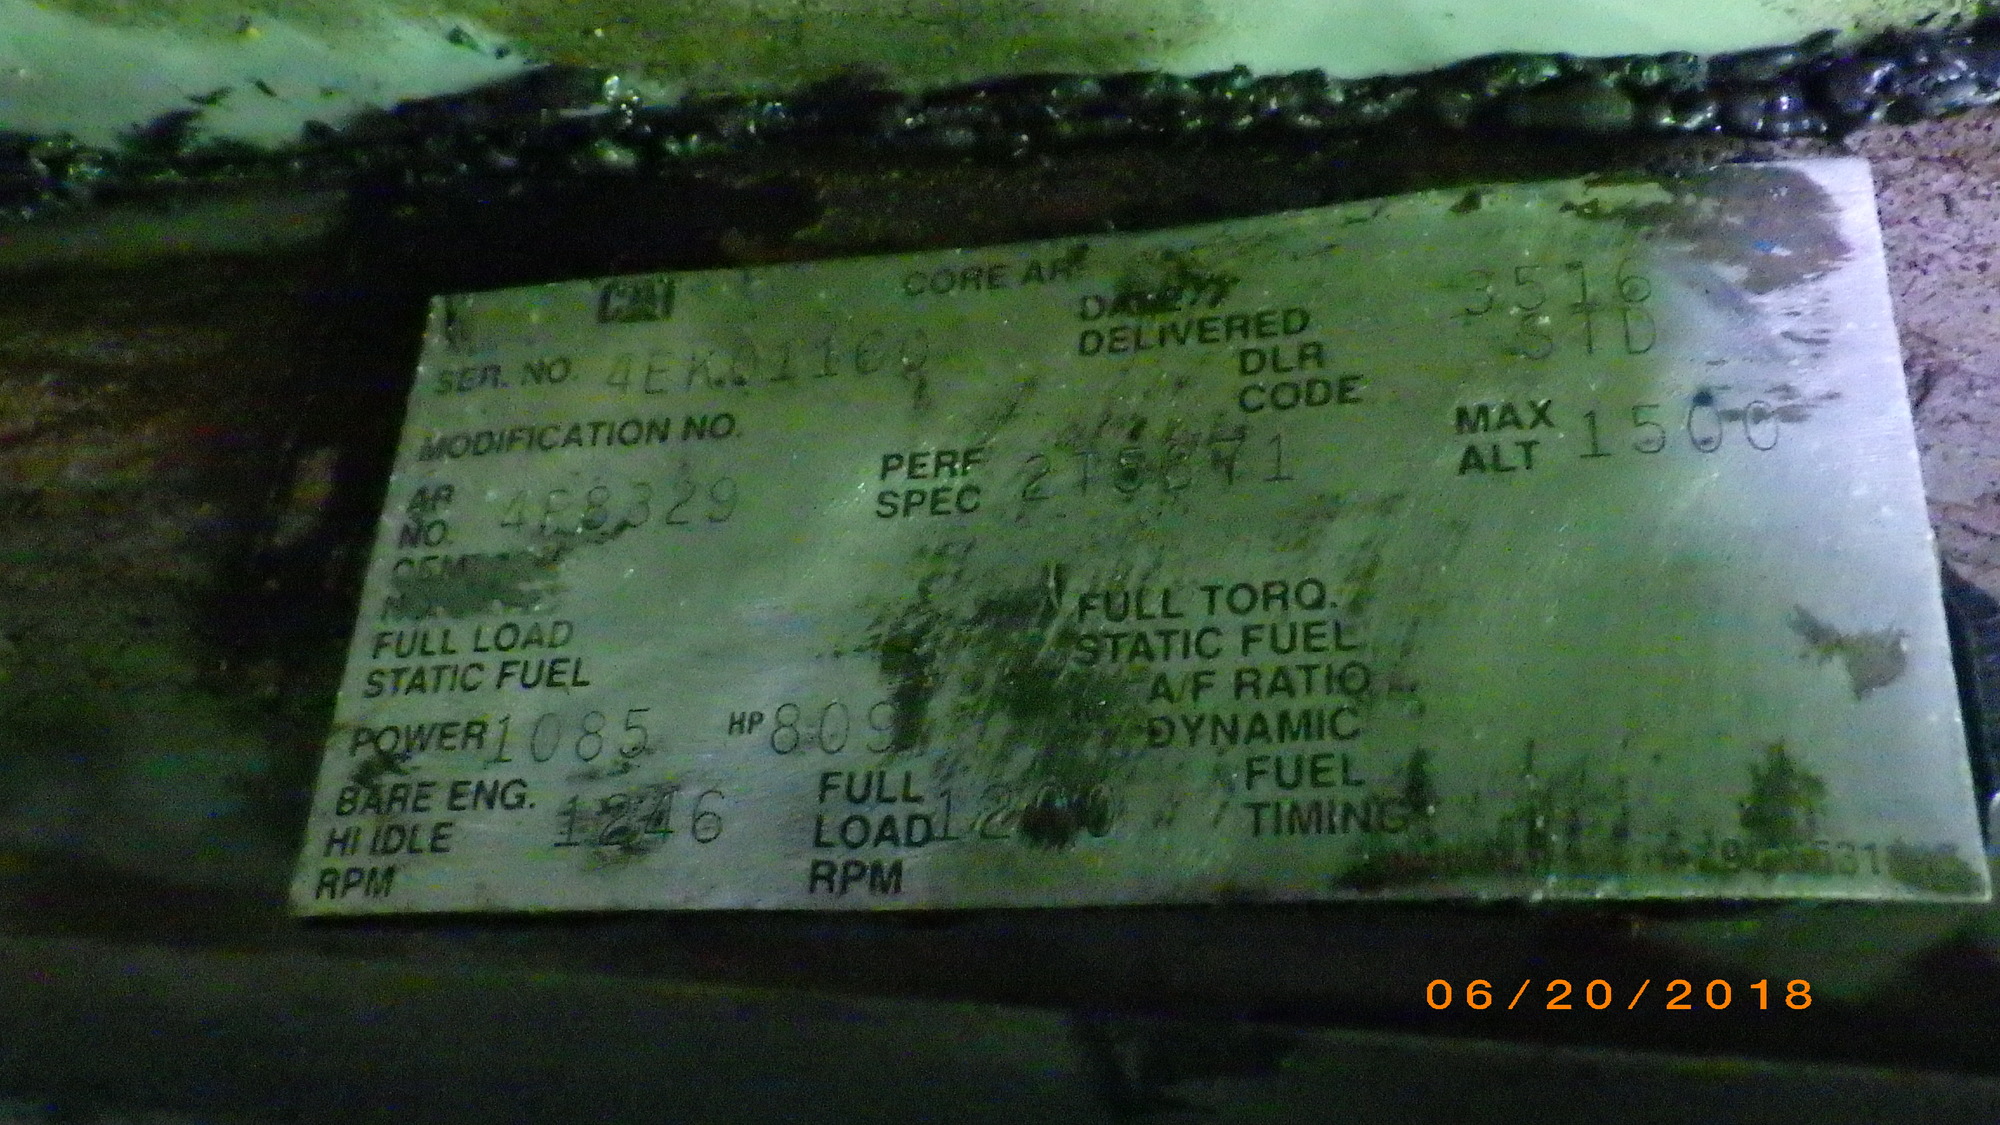 CAT
CORE AR
3516
SER. NO. 4EK01160
DELIVERED
STD
DLR
CODE
MODIFICATION NO.
MAX
ALT 1500
AR
NO.
PERF
SPEC
FULL LOAD
STATIC FUEL
FULL TORQ.
STATIC FUEL
A/F RATIO
DYNAMIC
FUEL
TIMING
POWER 1085 HP 809
BARE ENG.
HI IDLE 1246
RPM
FULL
LOAD
RPM
06/20/2018